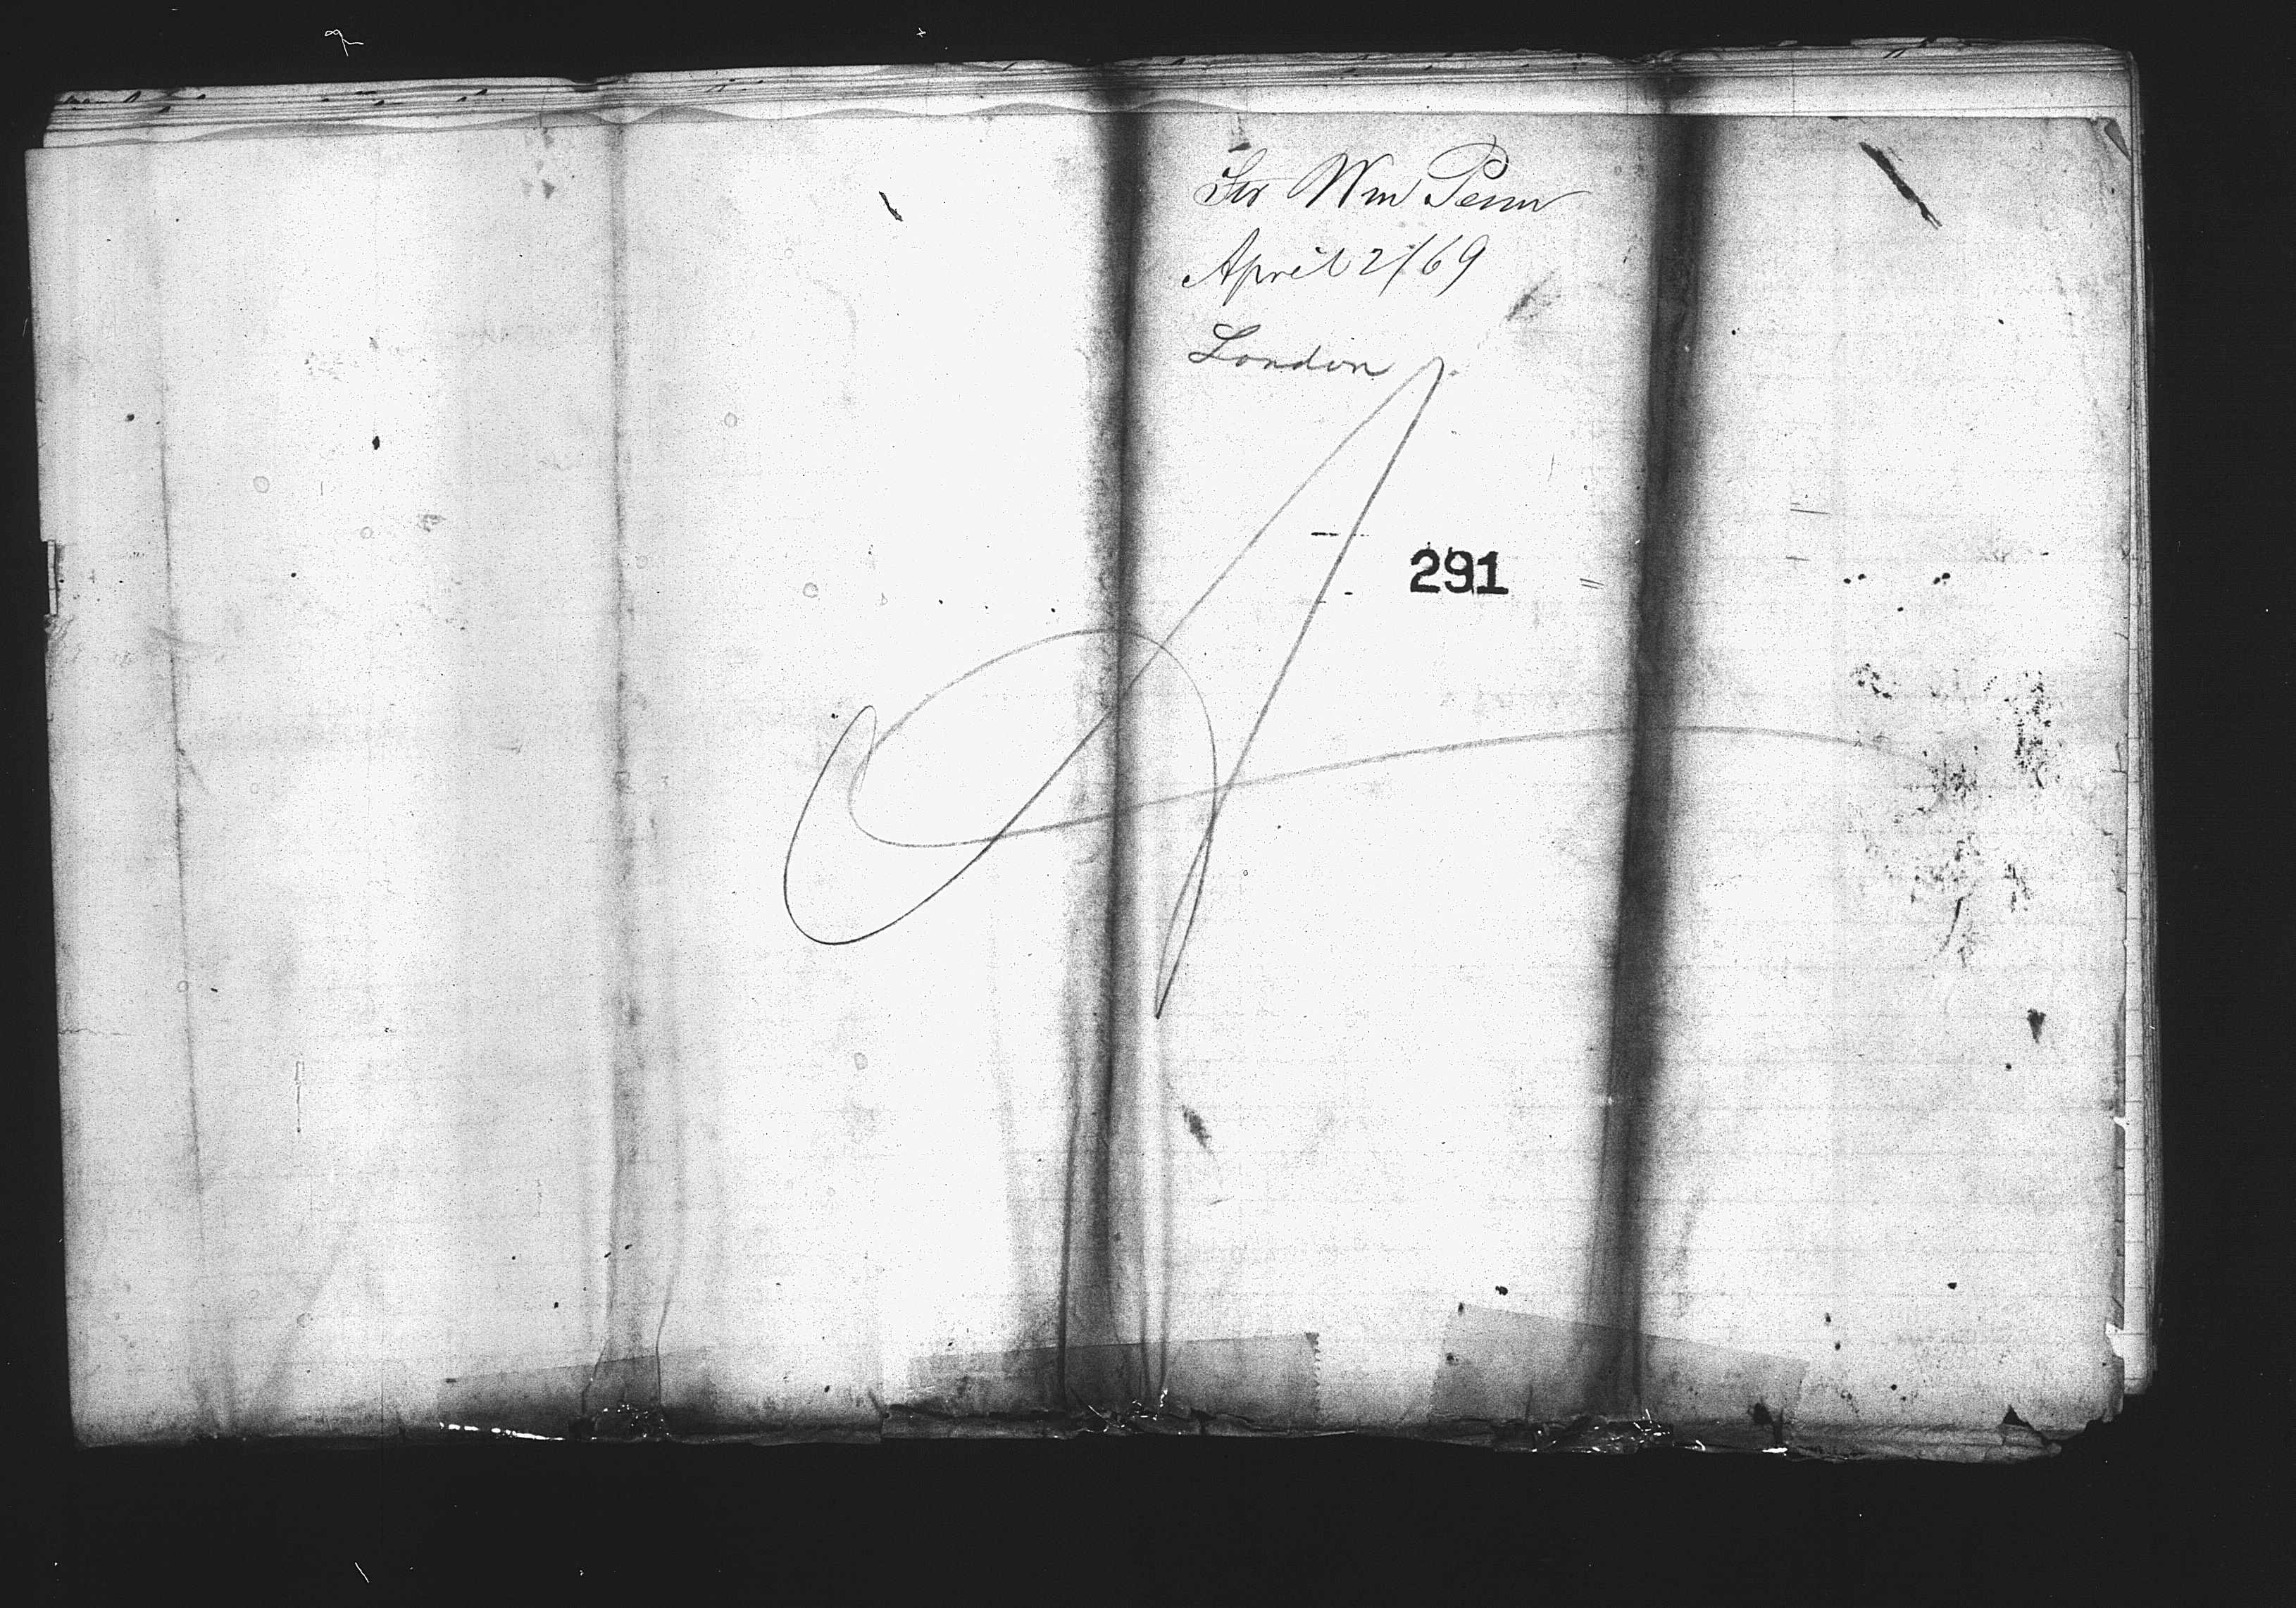 Str Wm Penn
April 2/69
London
291
A